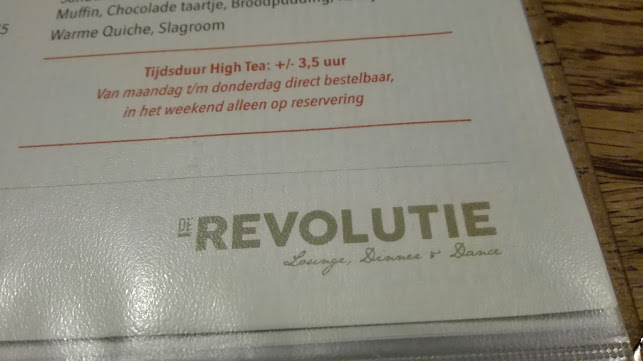 Muffin, Chocolade taartje, Broodpudding,
Warme Quiche, Slagroom
Tijdsduur High Tea: +/- 3,5 uur
Van maandag t/m donderdag direct bestelbaar,
in het weekend alleen op reservering
DE REVOLUTIE
Lounge, Dinner & Dance